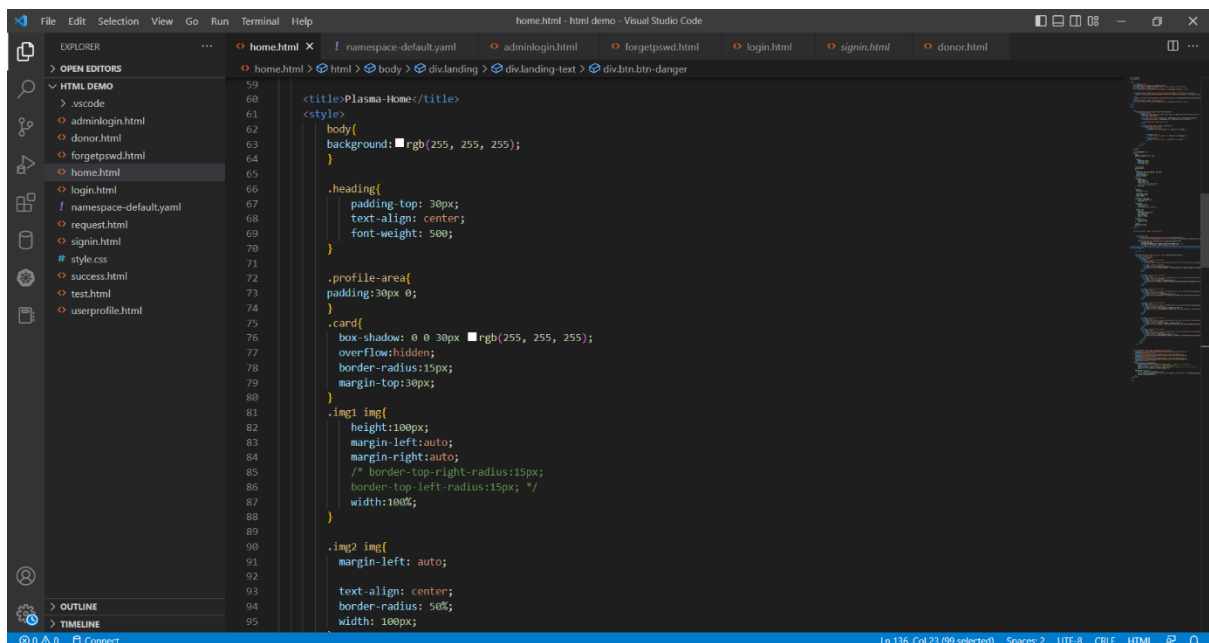 File Edit Selection View Go Run Terminal Help
home.html - html demo - Visual Studio Code
EXPLORER
home.html
! namespace-default.yaml
adminlogin.html
forgetpswd.html
login.html
signin.html
donor.html
OPEN EDITORS
home.html > html > body > div.landing > div.landing-text > div.btn.btn-danger
HTML DEMO
.vscode
adminlogin.html
donor.html
forgetpswd.html
home.html
login.html
! namespace-default.yaml
request.html
signin.html
# style.css
success.html
test.html
userprofile.html
OUTLINE
TIMELINE
59
60 <title>Plasma-Home</title>
61 <style>
62 body{
63 background: rgb(255, 255, 255);
64 }
65
66 .heading{
67 padding-top: 30px;
68 text-align: center;
69 font-weight: 500;
70 }
71
72 .profile-area{
73 padding:30px 0;
74 }
75 .card{
76 box-shadow: 0 0 30px rgb(255, 255, 255);
77 overflow:hidden;
78 border-radius:15px;
79 margin-top:30px;
80 }
81 .img1 img{
82 height:100px;
83 margin-left:auto;
84 margin-right:auto;
85 /* border-top-right-radius:15px;
86 border-top-left-radius:15px; */
87 width:100%;
88 }
89
90 .img2 img{
91 margin-left: auto;
92
93 text-align: center;
94 border-radius: 50%;
95 width: 100px;
0 0 Connect
Ln 136, Col 23 (99 selected) Spaces: 2 UTF-8 CRLF HTML